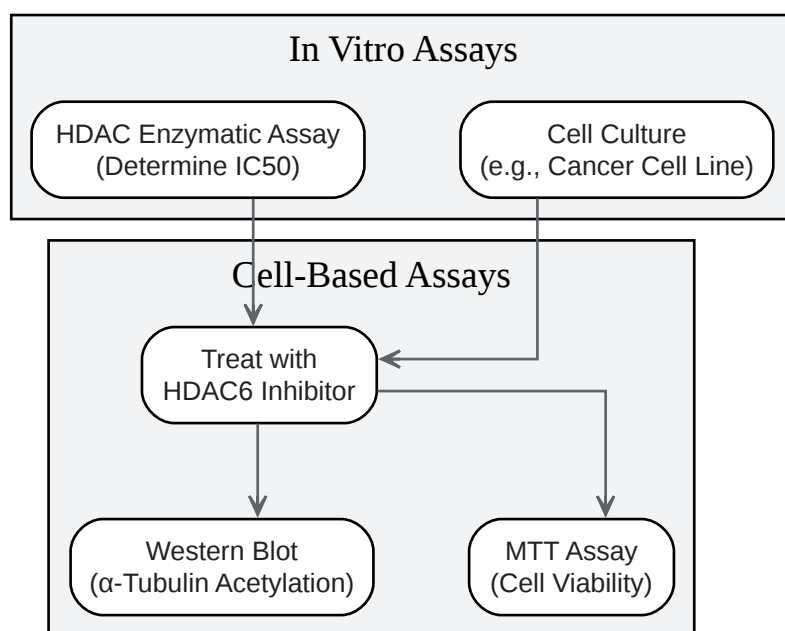 In Vitro Assays
HDAC Enzymatic Assay
(Determine IC50)
Cell Culture
(e.g., Cancer Cell Line)
Cell-Based Assays
Treat with
HDAC6 Inhibitor
Western Blot
(α-Tubulin Acetylation)
MTT Assay
(Cell Viability)